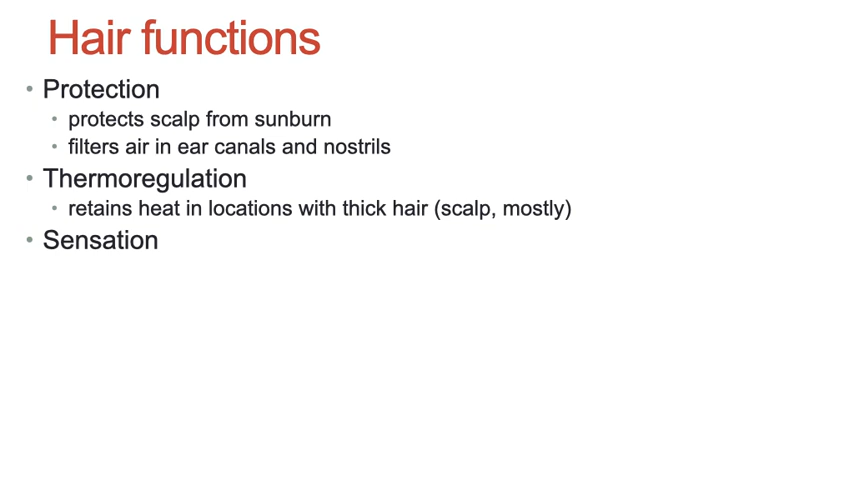 Hair functions
• Protection
• protects scalp from sunburn
• filters air in ear canals and nostrils
• Thermoregulation
• retains heat in locations with thick hair (scalp, mostly)
• Sensation